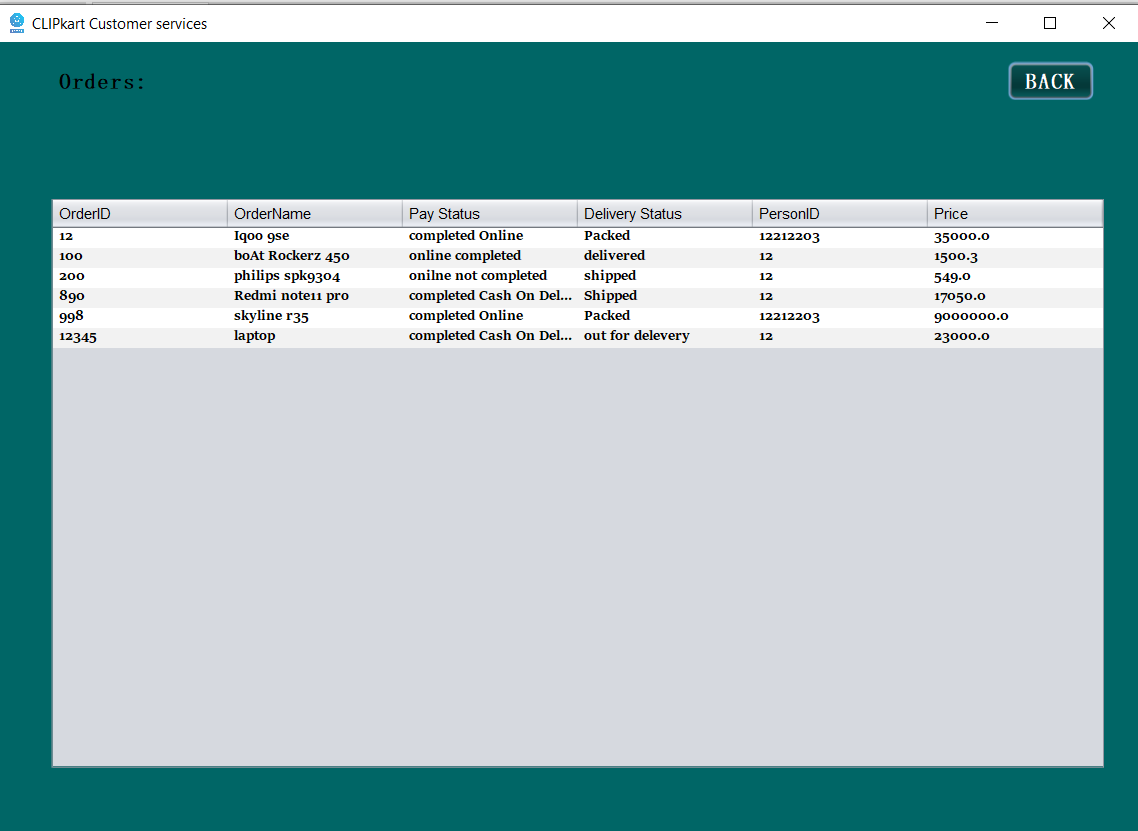 CLIPkart Customer services
Orders:
BACK
OrderID OrderName Pay Status Delivery Status PersonID Price
12 Iqoo 9se completed Online Packed 12212203 35000.0
100 boAt Rockerz 450 online completed delivered 12 1500.3
200 philips spk9304 onilne not completed shipped 12 549.0
890 Redmi note11 pro completed Cash On Del... Shipped 12 17050.0
998 skyline r35 completed Online Packed 12212203 9000000.0
12345 laptop completed Cash On Del... out for delevery 12 23000.0